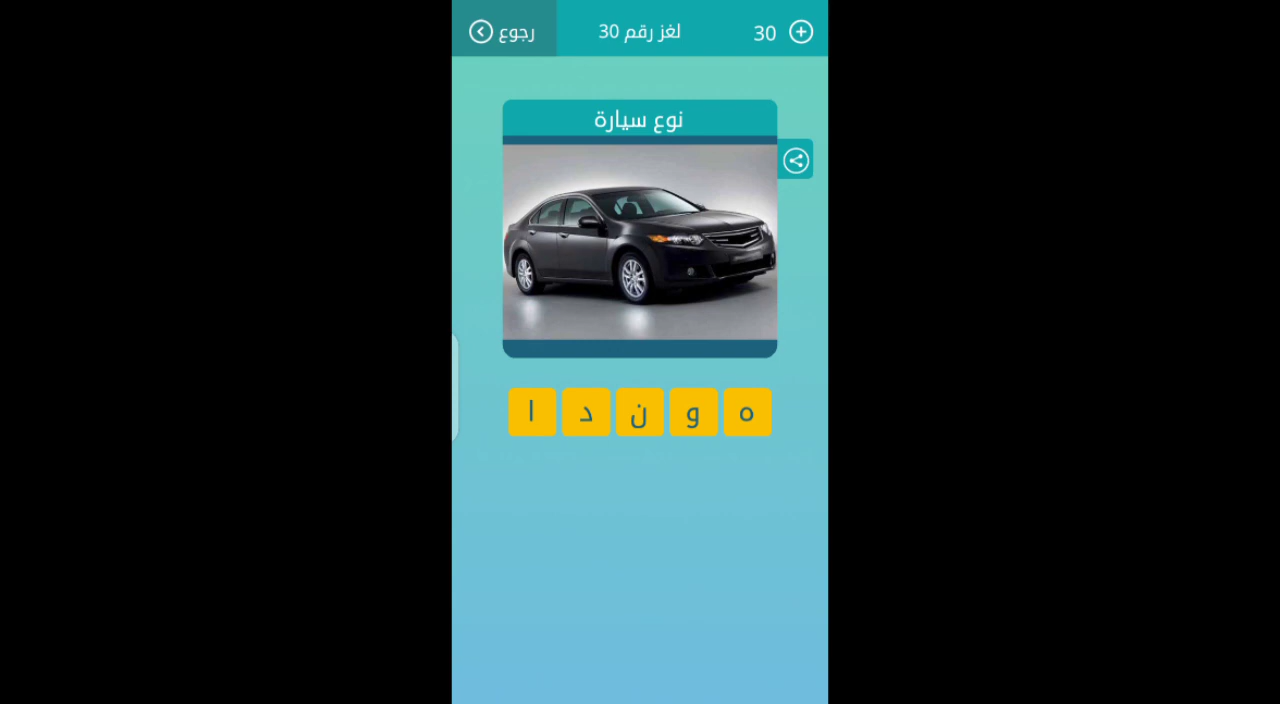 رجوع
لغز رقم 30
30
نوع سيارة
ه و ن د ا